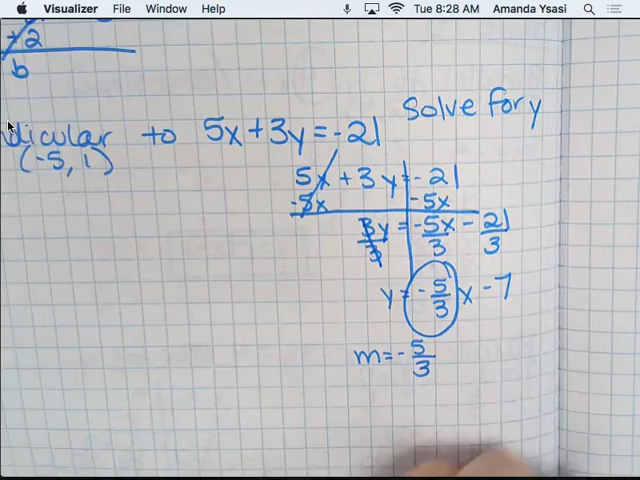 Visualizer File Window Help Tue 8:28 AM Amanda Ysasi
+2
b
dicular to 5x+3y=-21 Solve for y
(-5, 1)
5x +3y=-21
-5x -5x
3y/3 = -5x/3 - 21/3
y = -5/3 x -7
m=-5/3